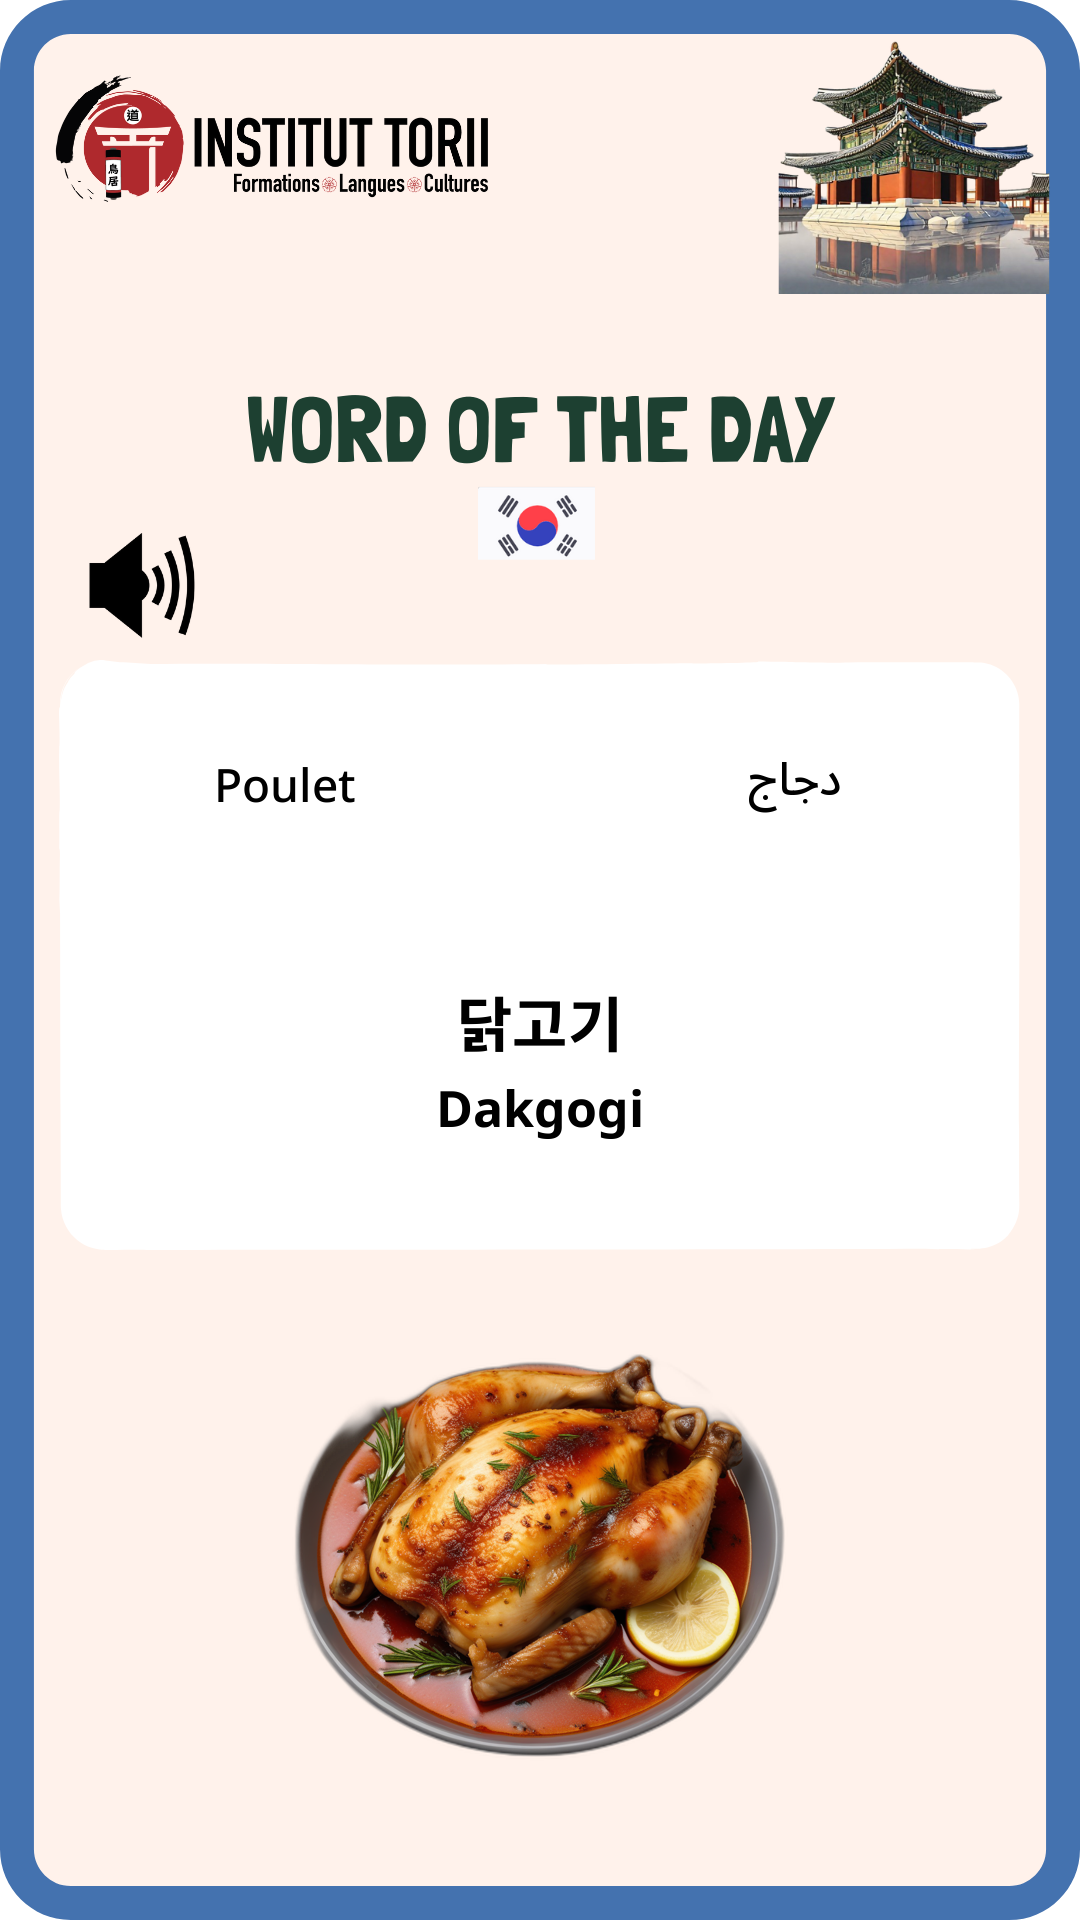 道
鳥居
INSTITUT TORII
Formations Langues Cultures
WORD OF THE DAY
Poulet
دجاج
닭고기
Dakgogi